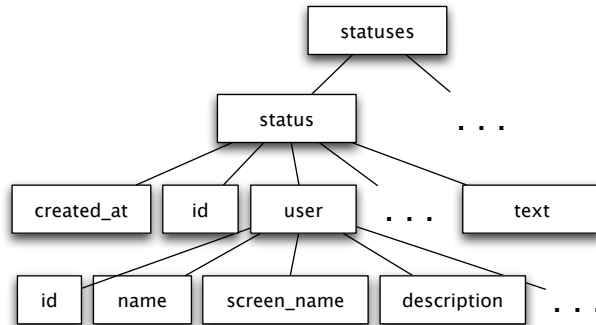 statuses
status
. . .
created_at
id
user
. . .
text
id
name
screen_name
description
. . .